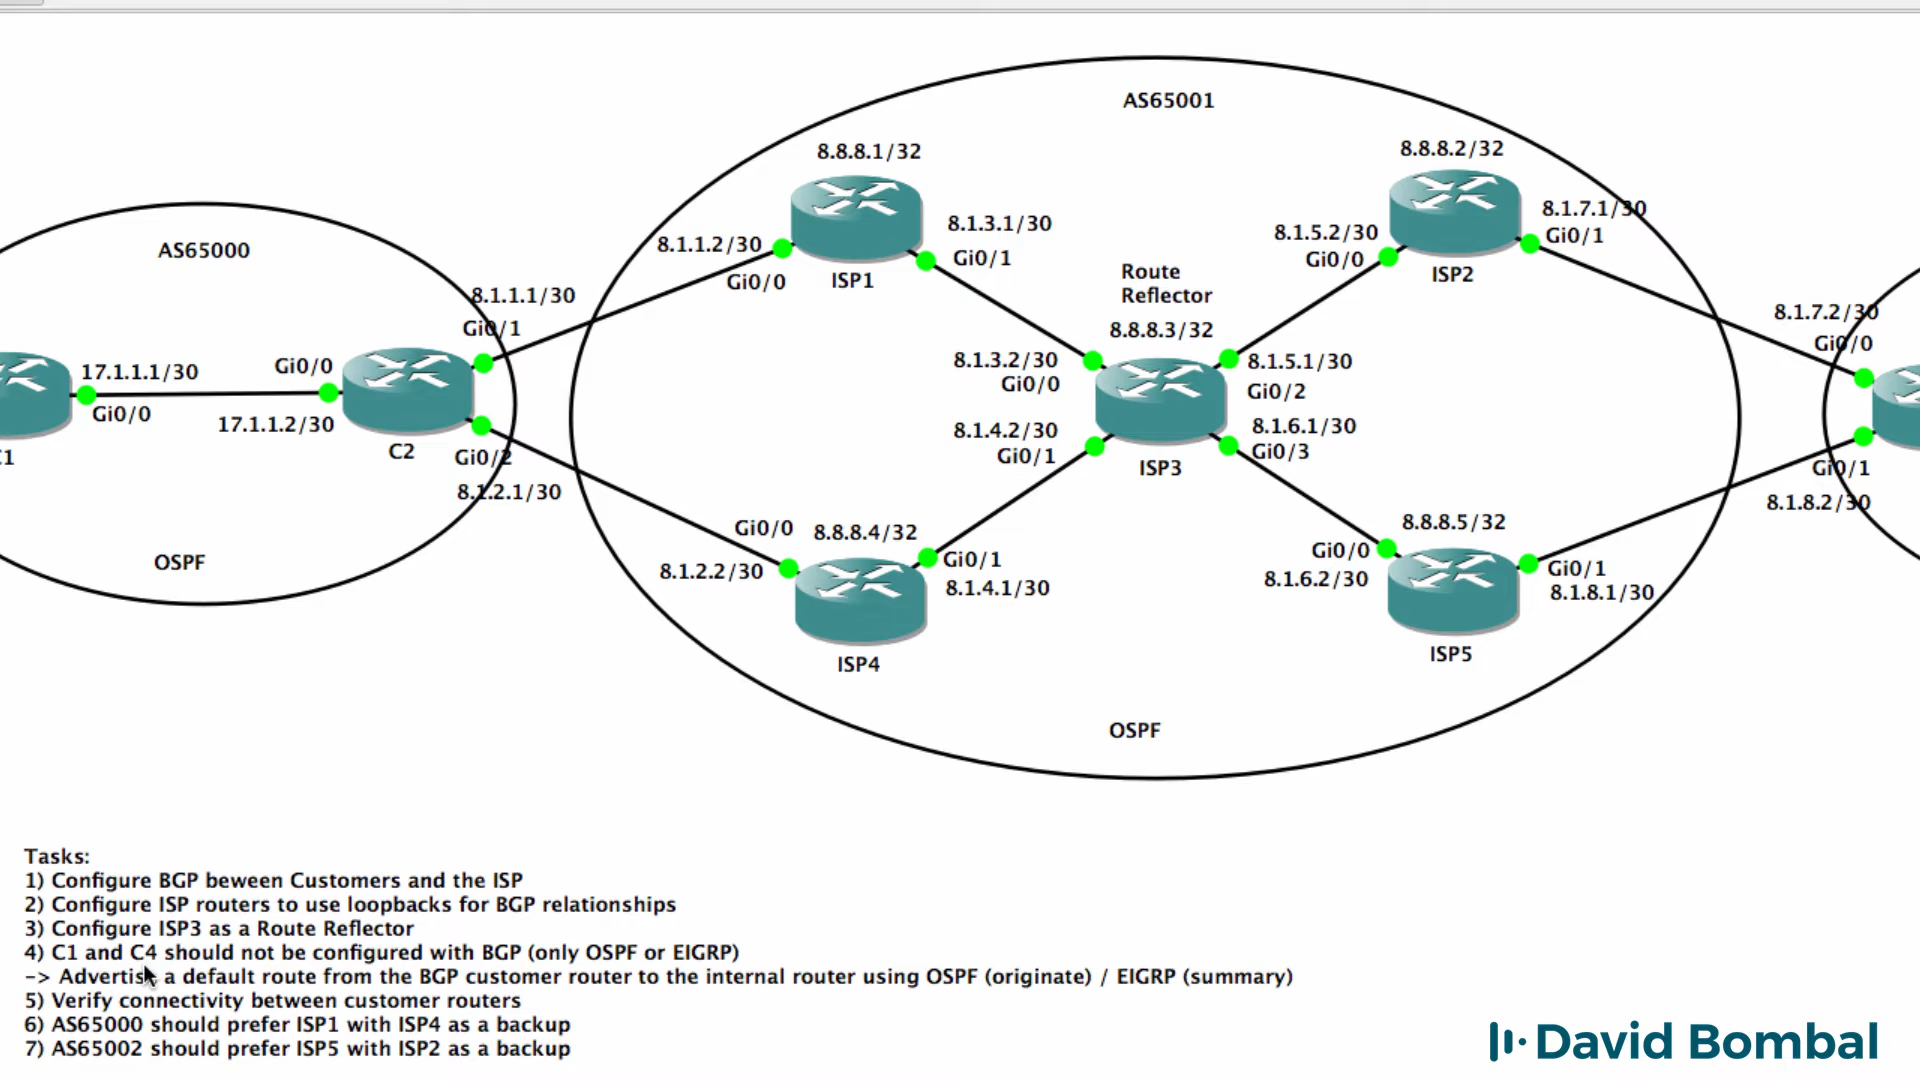 AS65001
8.8.8.1/32
8.8.8.2/32
8.1.3.1/30
Gi0/1
8.1.1.2/30
Gi0/0
ISP1
8.1.5.2/30
Gi0/0
8.1.7.1/30
Gi0/1
ISP2
AS65000
8.1.1.1/30
Gi0/1
Route
Reflector
8.8.8.3/32
8.1.7.2/30
Gi0/0
17.1.1.1/30
Gi0/0
Gi0/0
17.1.1.2/30
C2
C1
Gi0/2
8.1.2.1/30
8.1.3.2/30
Gi0/0
8.1.5.1/30
Gi0/2
8.1.4.2/30
Gi0/1
8.1.6.1/30
Gi0/3
ISP3
Gi0/1
8.1.8.2/30
Gi0/0
8.8.8.4/32
8.1.2.2/30
Gi0/1
8.1.4.1/30
ISP4
8.8.8.5/32
Gi0/0
8.1.6.2/30
Gi0/1
8.1.8.1/30
ISP5
OSPF
OSPF
Tasks:
1) Configure BGP beween Customers and the ISP
2) Configure ISP routers to use loopbacks for BGP relationships
3) Configure ISP3 as a Route Reflector
4) C1 and C4 should not be configured with BGP (only OSPF or EIGRP)
-> Advertise a default route from the BGP customer router to the internal router using OSPF (originate) / EIGRP (summary)
5) Verify connectivity between customer routers
6) AS65000 should prefer ISP1 with ISP4 as a backup
7) AS65002 should prefer ISP5 with ISP2 as a backup
David Bombal